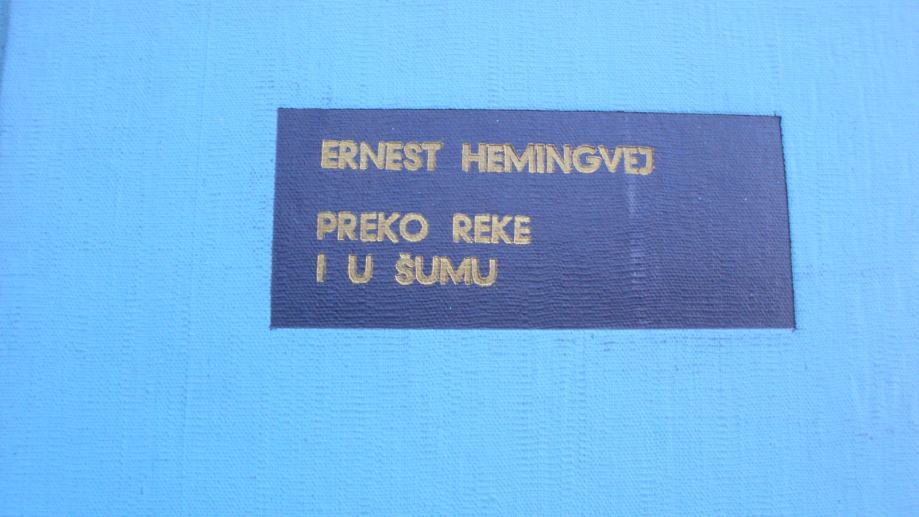 ERNEST HEMINGVEJ
PREKO REKE
I U ŠUMU